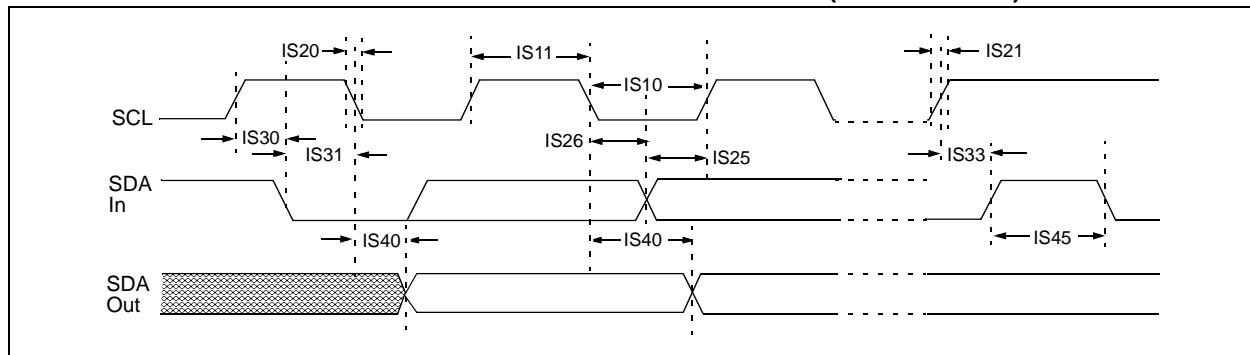 IS20
IS11
IS21
IS10
SCL
IS30
IS31
IS26
IS25
IS33
SDA
In
IS40
IS40
IS45
SDA
Out